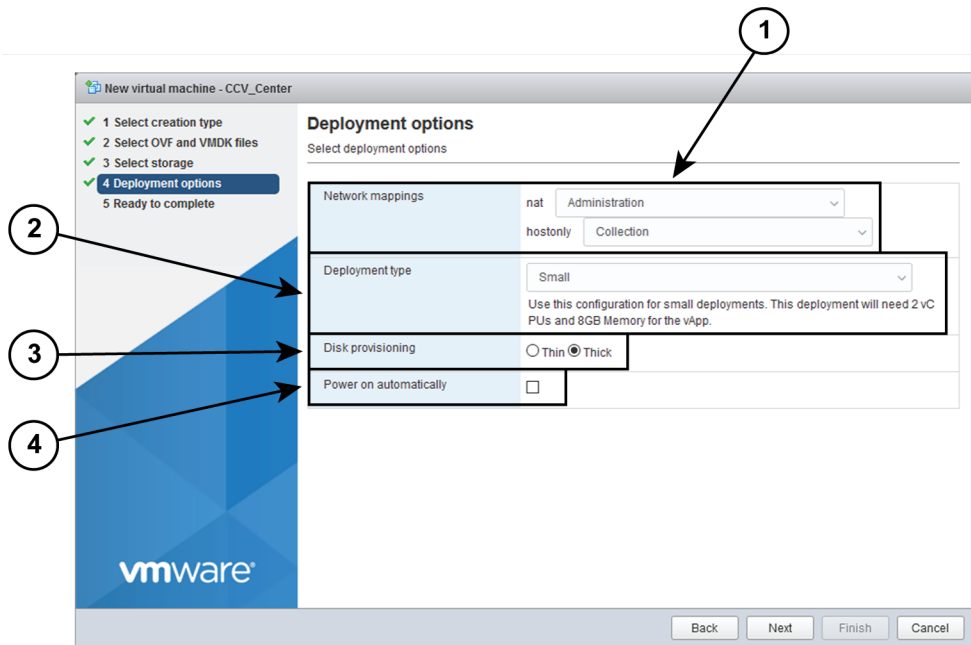 1
New virtual machine - CCV_Center
1 Select creation type
2 Select OVF and VMDK files
3 Select storage
4 Deployment options
5 Ready to complete
Deployment options
Select deployment options
Network mappings
nat Administration
hostonly Collection
2
Deployment type
Small
Use this configuration for small deployments. This deployment will need 2 vC
PUs and 8GB Memory for the vApp.
3
Disk provisioning
Thin Thick
4
Power on automatically
vmware®
Back Next Finish Cancel